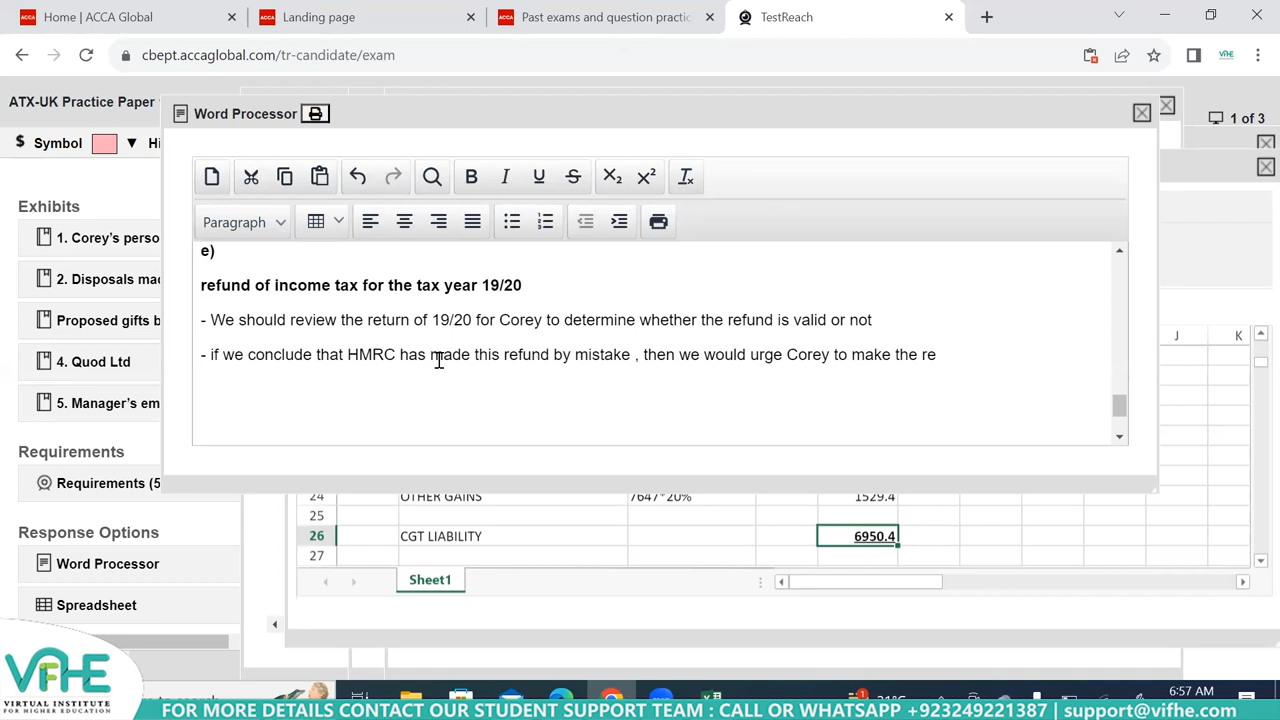 Home | ACCA Global
Landing page
Past exams and question practic
TestReach
cbept.accaglobal.com/tr-candidate/exam
VIFHE
ATX-UK Practice Paper
Word Processor
1 of 3
$ Symbol
Hi
Paragraph
Exhibits
1. Corey's perso
2. Disposals mad
Proposed gifts b
4. Quod Ltd
5. Manager's em
Requirements
Requirements (5
Response Options
Word Processor
Spreadsheet
e)
refund of income tax for the tax year 19/20
- We should review the return of 19/20 for Corey to determine whether the refund is valid or not
- if we conclude that HMRC has made this refund by mistake , then we would urge Corey to make the re
J K
24 OTHER GAINS 7647*20% 1529.4
25
26 CGT LIABILITY 6950.4
27
Sheet1
6:57 AM
VIFHE
VIRTUAL INSTITUTE
FOR HIGHER EDUCATION
FOR MORE DETAILS CONTACT OUR STUDENT SUPPORT TEAM : CALL OR WHATSAPP +923249221387 | support@vifhe.com